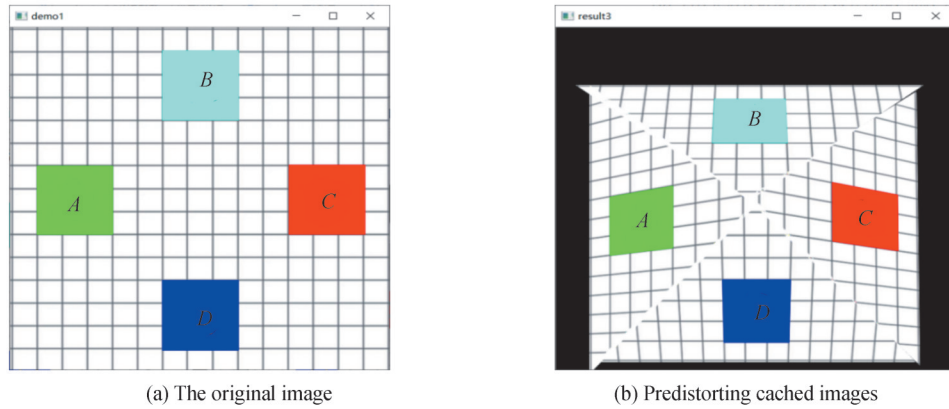 demo1
B
A
C
D
(a) The original image
result3
B
A
C
D
(b) Predistorting cached images